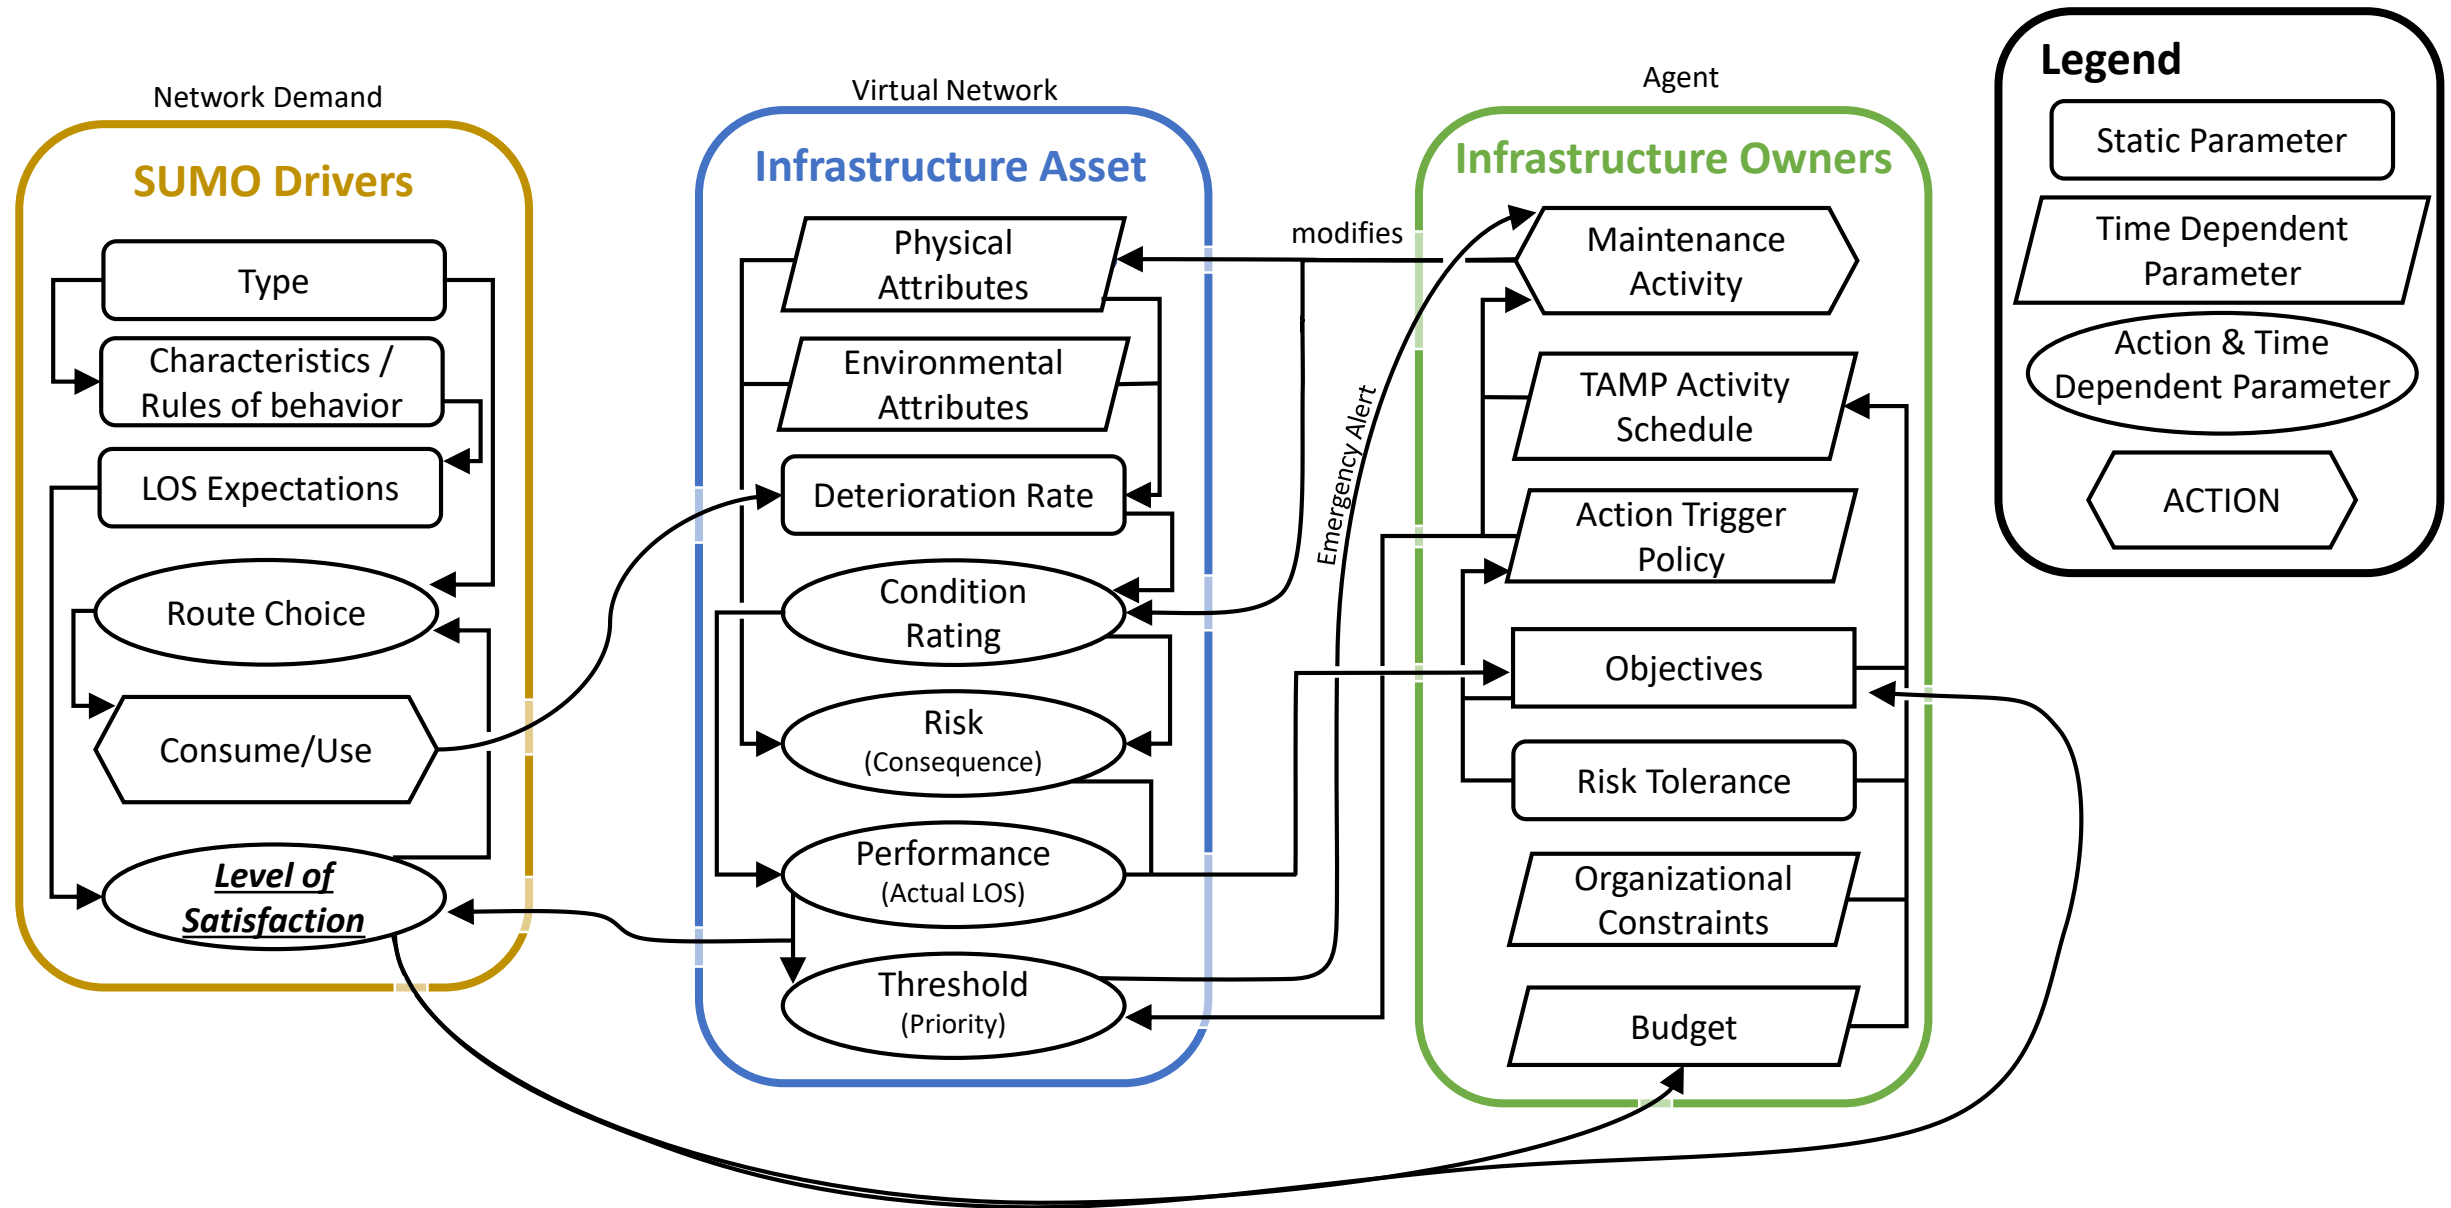 Network Demand
SUMO Drivers
Type
Characteristics /
Rules of behavior
LOS Expectations
Route Choice
Consume/Use
Level of
Satisfaction
Virtual Network
Infrastructure Asset
Physical
Attributes
Environmental
Attributes
Deterioration Rate
Condition
Rating
Risk
(Consequence)
Performance
(Actual LOS)
Threshold
(Priority)
modifies
Emergency Alert
Agent
Infrastructure Owners
Maintenance
Activity
TAMP Activity
Schedule
Action Trigger
Policy
Objectives
Risk Tolerance
Organizational
Constraints
Budget
Legend
Static Parameter
Time Dependent
Parameter
Action & Time
Dependent Parameter
ACTION